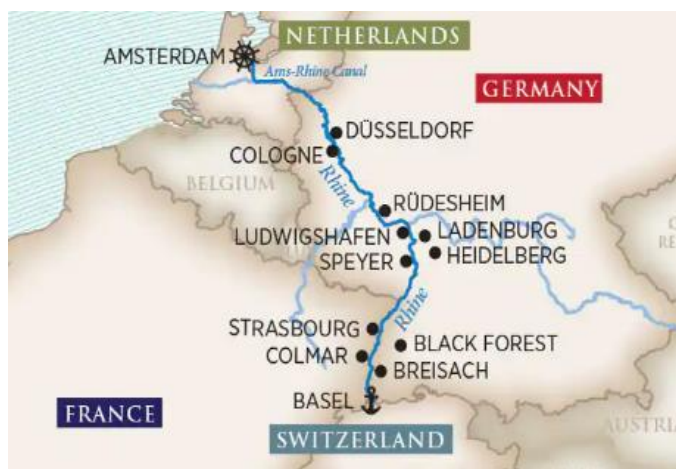 NETHERLANDS
AMSTERDAM
Ams-Rhine-Canal
GERMANY
DÜSSELDORF
COLOGNE
Rhine
BELGIUM
RÜDESHEIM
LUDWIGSHAFEN
LADENBURG
SPEYER
HEIDELBERG
Rhine
STRASBOURG
BLACK FOREST
COLMAR
BREISACH
BASEL
FRANCE
SWITZERLAND